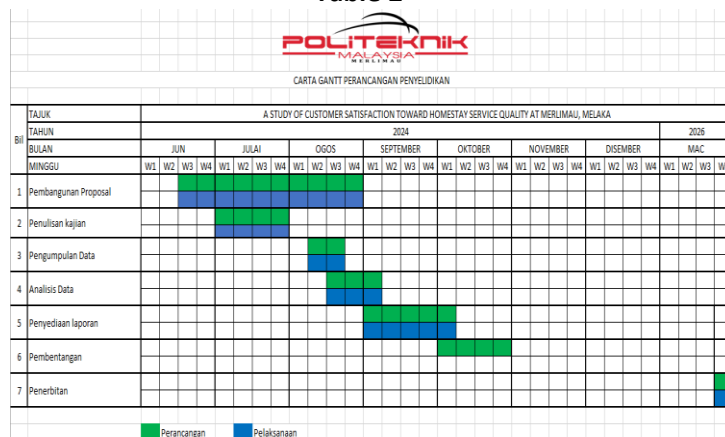 Table 2
POLiTEKNiK
MALAYSIA
MERLIMAU
CARTA GANTT PERANCANGAN PENYELIDIKAN
Bil TAJUK A STUDY OF CUSTOMER SATISFACTION TOWARD HOMESTAY SERVICE QUALITY AT MERLIMAU, MELAKA
TAHUN 2024 2026
BULAN JUN JULAI OGOS SEPTEMBER OKTOBER NOVEMBER DISEMBER MAC
MINGGU W1 W2 W3 W4 W1 W2 W3 W4 W1 W2 W3 W4 W1 W2 W3 W4 W1 W2 W3 W4 W1 W2 W3 W4 W1 W2 W3 W4 W1 W2 W3
1 Pembangunan Proposal
2 Penulisan kajian
3 Pengumpulan Data
4 Analisis Data
5 Penyediaan laporan
6 Pembentangan
7 Penerbitan
Perancangan Pelaksanaan